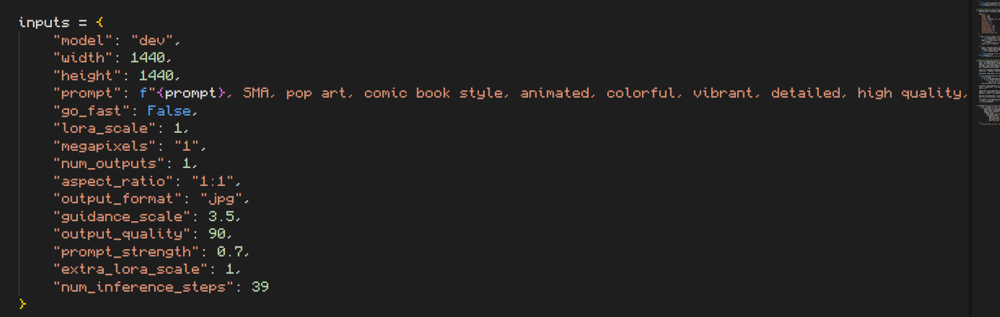 inputs = {
"model": "dev",
"width": 1440,
"height": 1440,
"prompt": f"{prompt}, SMA, pop art, comic book style, animated, colorful, vibrant, detailed, high quality,
"go_fast": False,
"lora_scale": 1,
"megapixels": "1",
"num_outputs": 1,
"aspect_ratio": "1:1",
"output_format": "jpg",
"guidance_scale": 3.5,
"output_quality": 90,
"prompt_strength": 0.7,
"extra_lora_scale": 1,
"num_inference_steps": 39
}